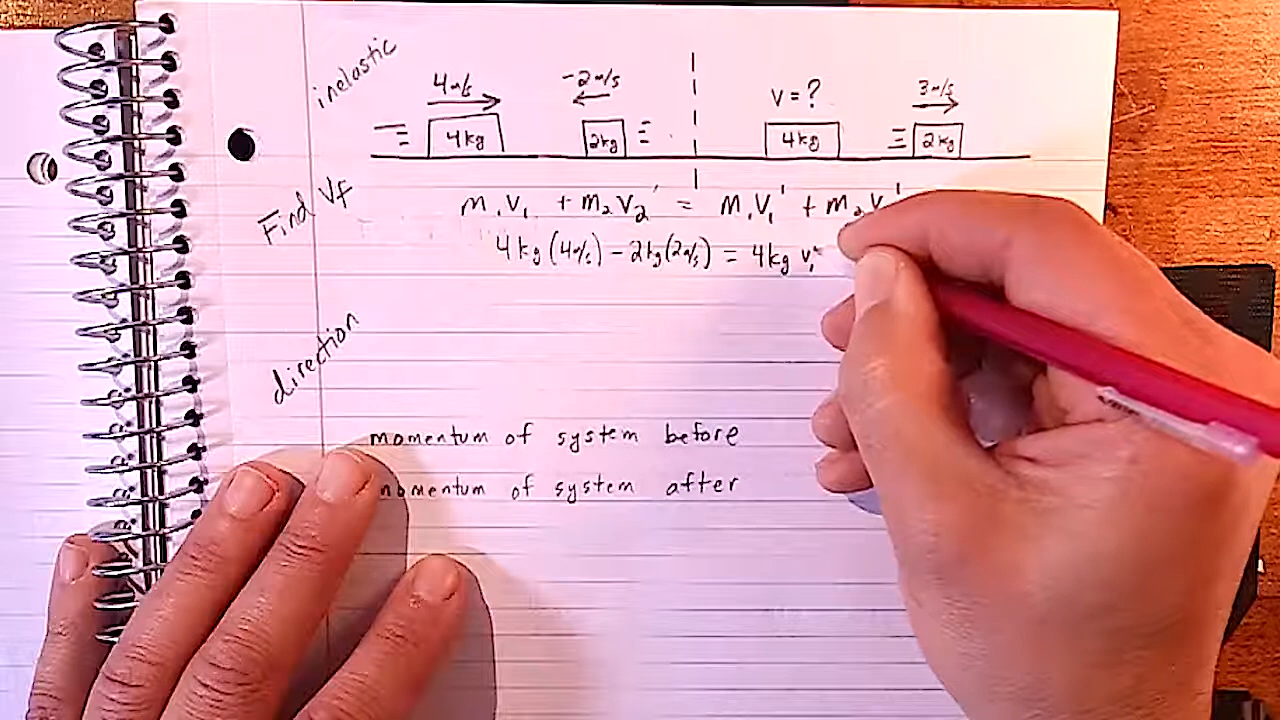 inelastic
4m/s -2m/s v = ? 3m/s
4kg 2kg 4kg 2kg
Find Vf
m₁V₁ + m₂V₂ = m₁V₁' + m₂V₂'
4kg(4m/s) - 2kg(2m/s) = 4kg v₁'
direction
momentum of system before
momentum of system after